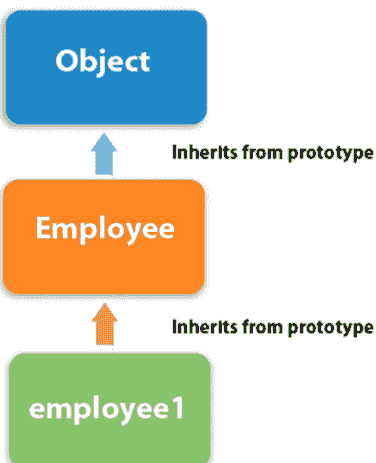 Object
Inherits from prototype
Employee
Inherits from prototype
employee1